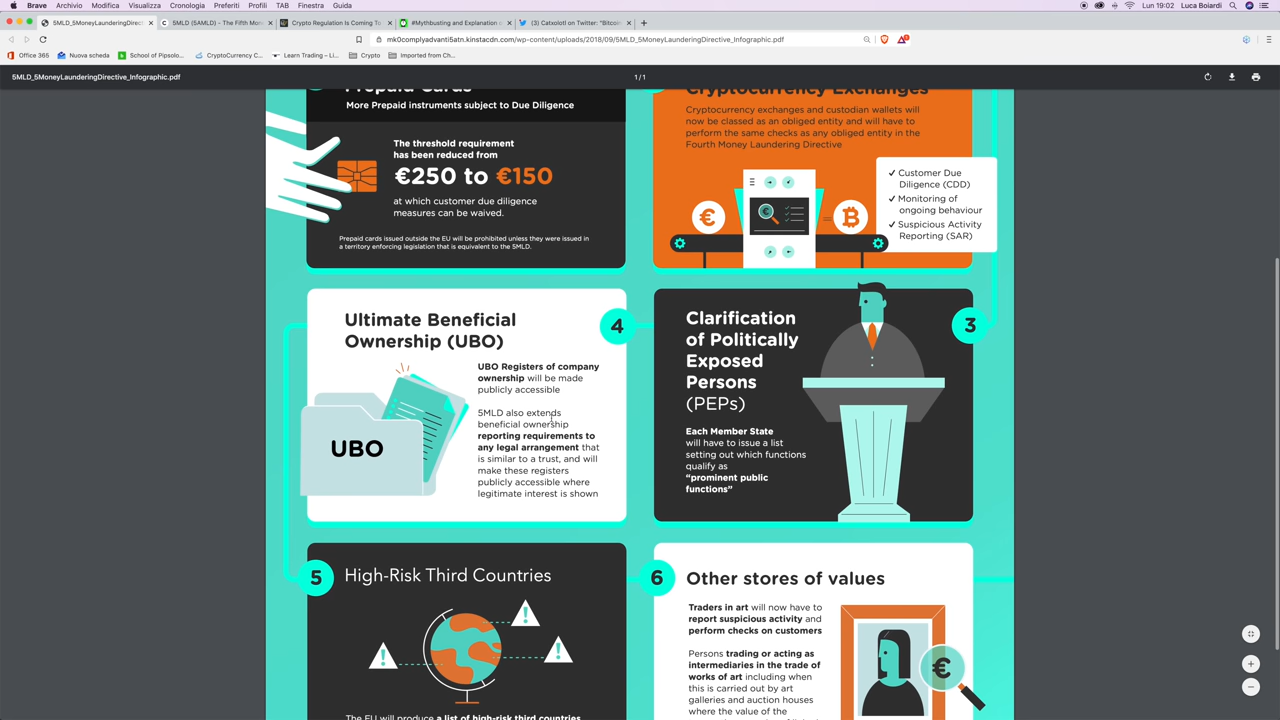 Brave Archivio Modifica Visualizza Cronologia Preferiti Profili TAB Finestra Guida Lun 19:02 Luca Boiardi
5MLD_5MoneyLaunderingDirect 5MLD (5AMLD) - The Fifth Mon Crypto Regulation Is Coming To #Mythbusting and Explanation o (3) Catxolotl on Twitter: "Bitcoin
mk0complyadvanti5atn.kinstacdn.com/wp-content/uploads/2018/09/5MLD_5MoneyLaunderingDirective_Infographic.pdf
Office 365 Nuova scheda School of Pipsolo... CryptoCurrency C... Learn Trading – Li... Crypto Imported from Ch...
5MLD_5MoneyLaunderingDirective_Infographic.pdf 1/1
Prepaid Cards
More Prepaid instruments subject to Due Diligence
The threshold requirement
has been reduced from
€250 to €150
at which customer due diligence
measures can be waived.
Prepaid cards issued outside the EU will be prohibited unless they were issued in
a territory enforcing legislation that is equivalent to the 5MLD.
Cryptocurrency Exchanges
Cryptocurrency exchanges and custodian wallets will
now be classed as an obliged entity and will have to
perform the same checks as any obliged entity in the
Fourth Money Laundering Directive
✓ Customer Due
Diligence (CDD)
✓ Monitoring of
ongoing behaviour
✓ Suspicious Activity
Reporting (SAR)
€
3
Clarification
of Politically
Exposed
Persons
(PEPs)
Each Member State
will have to issue a list
setting out which functions
qualify as
“prominent public
functions”
4
Ultimate Beneficial
Ownership (UBO)
UBO
UBO Registers of company
ownership will be made
publicly accessible
5MLD also extends
beneficial ownership
reporting requirements to
any legal arrangement that
is similar to a trust, and will
make these registers
publicly accessible where
legitimate interest is shown
5
High-Risk Third Countries
The EU will produce a list of high-risk third countries
6
Other stores of values
Traders in art will now have to
report suspicious activity and
perform checks on customers
Persons trading or acting as
intermediaries in the trade of
works of art including when
this is carried out by art
galleries and auction houses
where the value of the
€